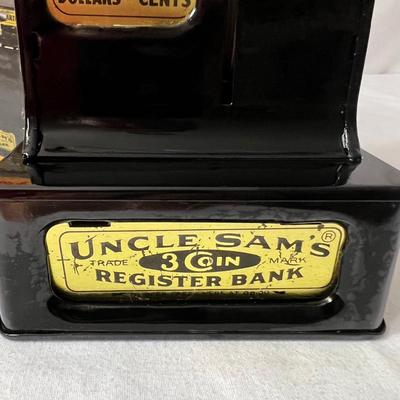 DOLLARS CENTS
UNCLE SAM'S ®
TRADE 3 COIN MARK
REGISTER BANK